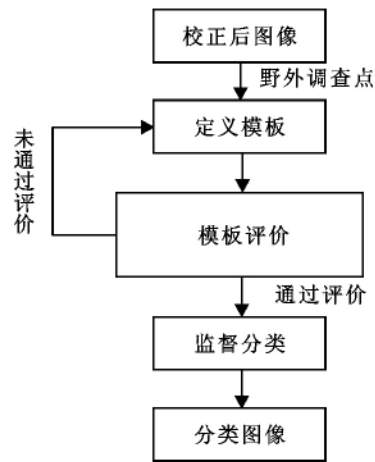 校正后图像
野外调查点
定义模板
未通过评价
模板评价
通过评价
监督分类
分类图像